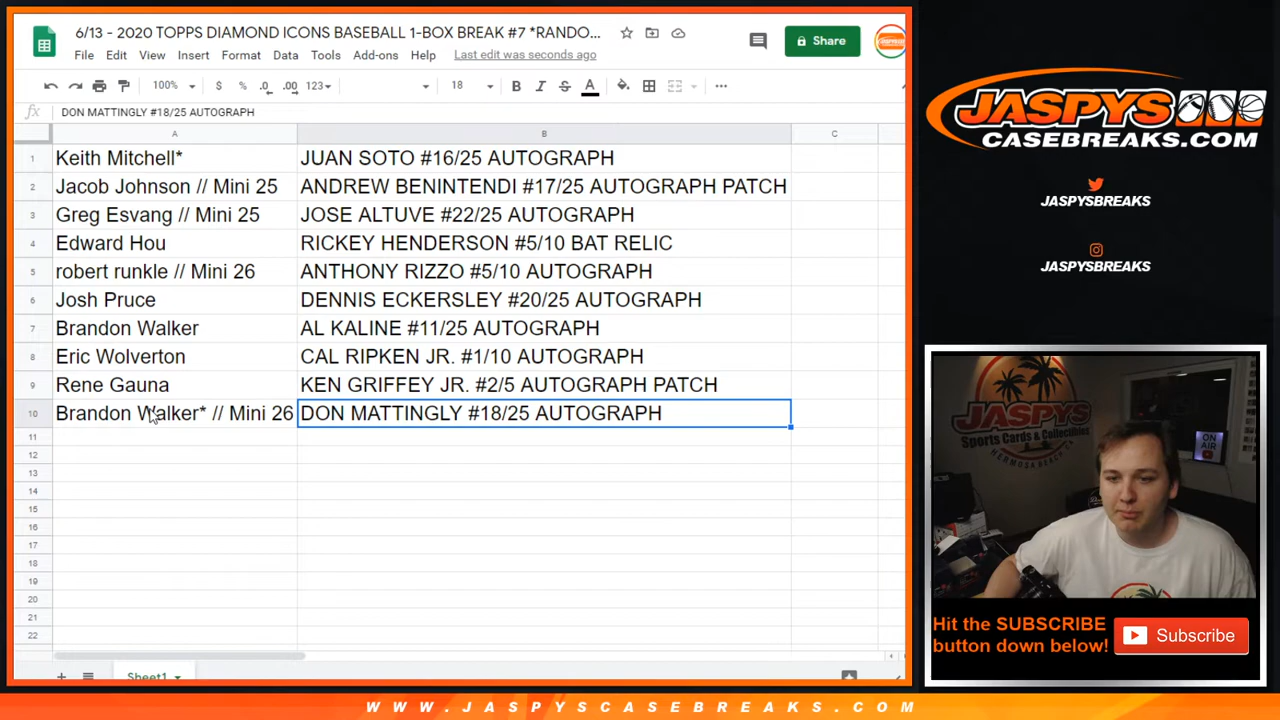 6/13 - 2020 TOPPS DIAMOND ICONS BASEBALL 1-BOX BREAK #7 *RANDO...
File Edit View Insert Format Data Tools Add-ons Help Last edit was seconds ago
Share
100% $ % .0 .00 123 18 B I S A
fx DON MATTINGLY #18/25 AUTOGRAPH
A B C
1 Keith Mitchell* JUAN SOTO #16/25 AUTOGRAPH
2 Jacob Johnson // Mini 25 ANDREW BENINTENDI #17/25 AUTOGRAPH PATCH
3 Greg Esvang // Mini 25 JOSE ALTUVE #22/25 AUTOGRAPH
4 Edward Hou RICKEY HENDERSON #5/10 BAT RELIC
5 robert runkle // Mini 26 ANTHONY RIZZO #5/10 AUTOGRAPH
6 Josh Pruce DENNIS ECKERSLEY #20/25 AUTOGRAPH
7 Brandon Walker AL KALINE #11/25 AUTOGRAPH
8 Eric Wolverton CAL RIPKEN JR. #1/10 AUTOGRAPH
9 Rene Gauna KEN GRIFFEY JR. #2/5 AUTOGRAPH PATCH
10 Brandon Walker* // Mini 26 DON MATTINGLY #18/25 AUTOGRAPH
11
12
13
14
15
16
17
18
19
20
21
22
Sheet1
JASPYS
CASEBREAKS.COM
JASPYSBREAKS
JASPYSBREAKS
JASPYS
Sports Cards & Collectibles
HERMOSA BEACH, CA
ON AIR
Hit the SUBSCRIBE
button down below!
Subscribe
WWW.JASPYSCASEBREAKS.COM